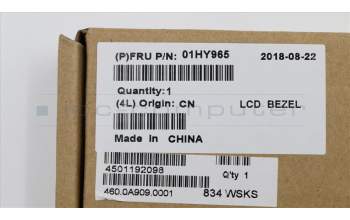 (P)FRU P/N: 01HY965 2018-08-22
Quantity:1
(4L) Origin: CN LCD BEZEL
Made in CHINA
4501192098 Q'ty 1
460.0A909.0001 834 WSKS